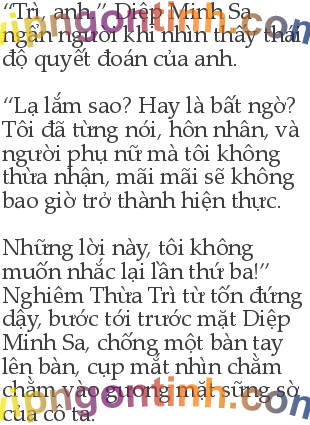 “Trì, anh,” Diệp Minh Sa
ngẩn người khi nhìn thấy thái
độ quyết đoán của anh.
“Lạ lắm sao? Hay là bất ngờ?
Tôi đã từng nói, hôn nhân, và
người phụ nữ mà tôi không
thừa nhận, mãi mãi sẽ không
bao giờ trở thành hiện thực.
Những lời này, tôi không
muốn nhắc lại lần thứ ba!”
Nghiêm Thừa Trì từ tốn đứng
dậy, bước tới trước mặt Diệp
Minh Sa, chống một bàn tay
lên bàn, cụp mắt nhìn chằm
chằm vào gương mặt sững sờ
của cô ta.
vipngontinh.com
vipngontinh.com